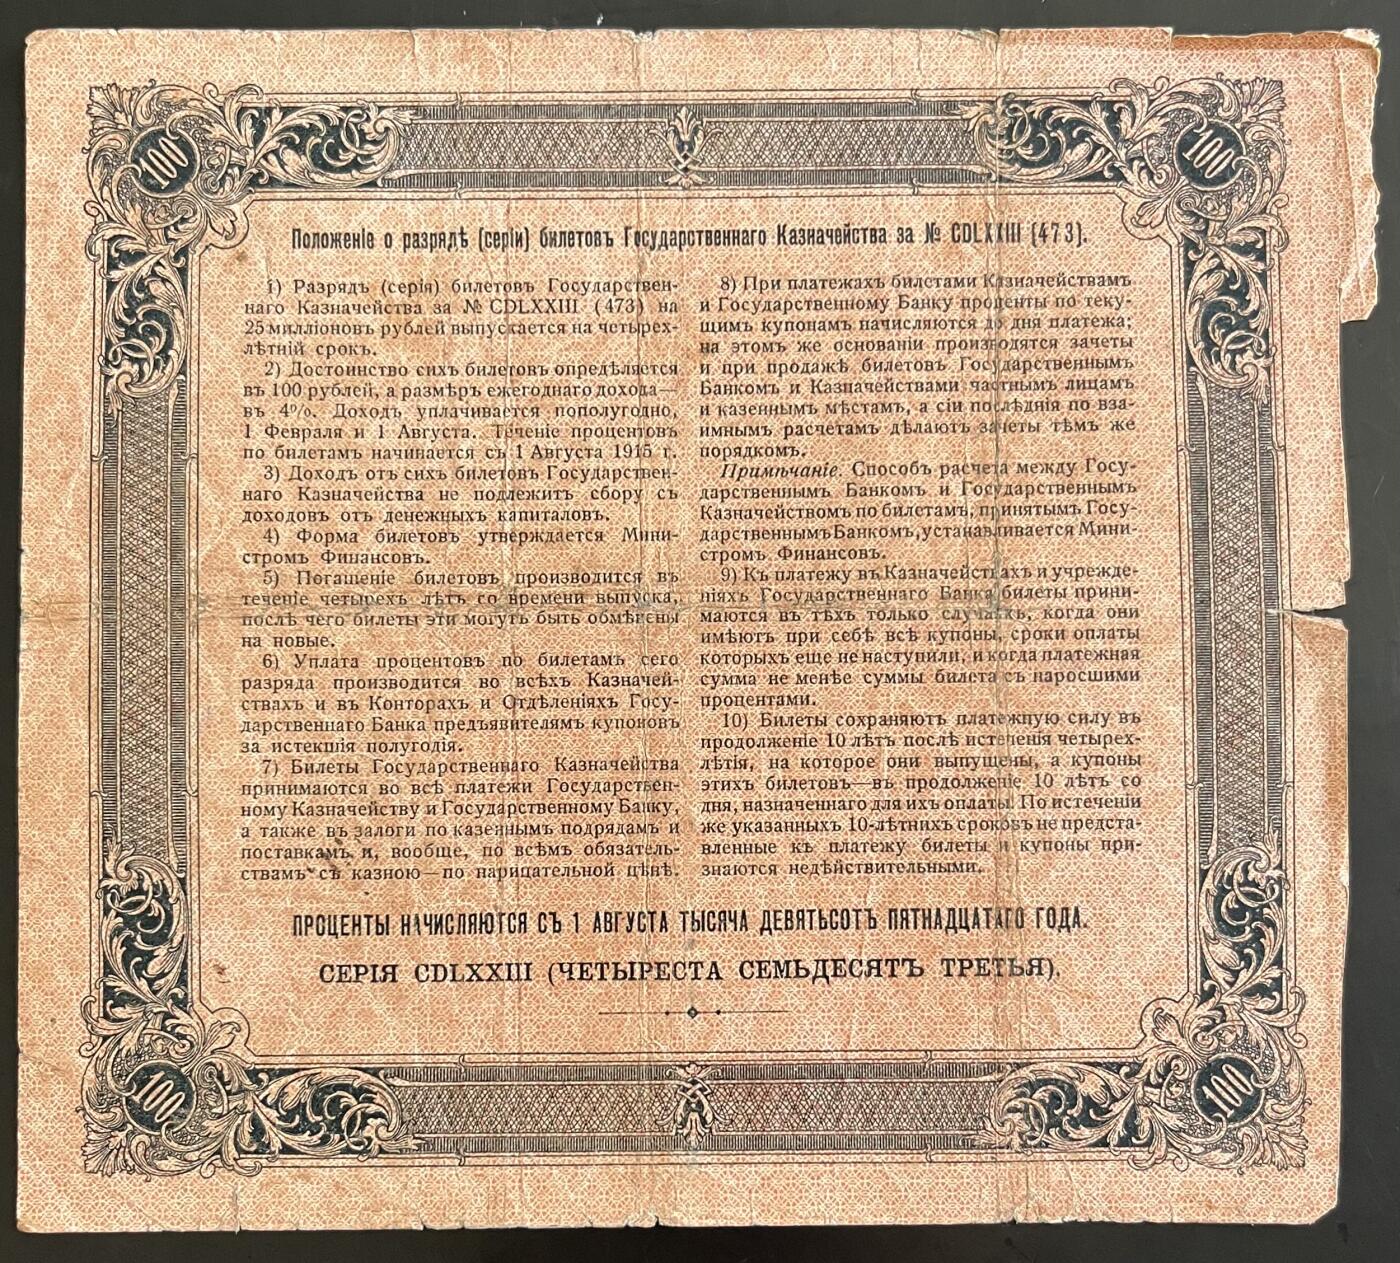 100
100
Положеніе о разрядѣ (серіи) билетовъ Государственнаго Казначейства за № CDLXXIII (473).
1) Разрядъ (серія) билетовъ Государствен-
наго Казначейства за № CDLXXIII (473) на
25 милліоновъ рублей выпускается на четырех-
лѣтній срокъ.
2) Достоинство сихъ билетовъ опредѣляется
въ 100 рублей, а размѣръ ежегоднаго дохода—
въ 4%. Доходъ уплачивается пополугодно,
1 Февраля и 1 Августа. Теченіе процентовъ
по билетамъ начинается съ 1 Августа 1915 г.
3) Доходъ отъ сихъ билетовъ Государствен-
наго Казначейства не подлежитъ сбору съ
доходовъ отъ денежныхъ капиталовъ.
4) Форма билетовъ утверждается Мини-
стромъ Финансовъ.
5) Погашеніе билетовъ производится въ
теченіе четырехъ лѣтъ со времени выпуска,
послѣ чего билеты эти могутъ быть обмѣнены
на новые.
6) Уплата процентовъ по билетамъ сего
разряда производится во всѣхъ Казначей-
ствахъ и въ Конторахъ и Отдѣленіяхъ Госу-
дарственнаго Банка предъявителямъ купоновъ
за истекшія полугодія.
7) Билеты Государственнаго Казначейства
принимаются во всѣ платежи Государствен-
ному Казначейству и Государственному Банку,
а также въ залоги по казеннымъ подрядамъ и
поставкамъ и, вообще, по всѣмъ обязатель-
ствамъ съ казною—по нарицательной цѣнѣ.
8) При платежахъ билетами Казначействамъ
и Государственному Банку проценты по теку-
щимъ купонамъ начисляются до дня платежа;
на этомъ же основаніи производятся зачеты
и при продажѣ билетовъ Государственнымъ
Банкомъ и Казначействами частнымъ лицамъ
и казеннымъ мѣстамъ, а сіи послѣднія по вза-
имнымъ расчетамъ дѣлаютъ зачеты тѣмъ же
порядкомъ.
Примѣчаніе. Способъ расчета между Госу-
дарственнымъ Банкомъ и Государственнымъ
Казначействомъ по билетамъ, принятымъ Госу-
дарственнымъ Банкомъ, устанавливается Мини-
стромъ Финансовъ.
9) Къ платежу въ Казначействахъ и учрежде-
ніяхъ Государственнаго Банка билеты прини-
маются въ тѣхъ только случаяхъ, когда они
имѣютъ при себѣ всѣ купоны, сроки оплаты
которыхъ еще не наступили, и когда платежная
сумма не менѣе суммы билета съ наросшими
процентами.
10) Билеты сохраняютъ платежную силу въ
продолженіе 10 лѣтъ послѣ истеченія четырех-
лѣтія, на которое они выпущены, а купоны
этихъ билетовъ—въ продолженіе 10 лѣтъ со
дня, назначеннаго для ихъ оплаты. По истеченіи
же указанныхъ 10-лѣтнихъ сроковъ не предста-
вленные къ платежу билеты и купоны при-
знаются недѣйствительными.
ПРОЦЕНТЫ НАЧИСЛЯЮТСЯ СЪ 1 АВГУСТА ТЫСЯЧА ДЕВЯТЬСОТЪ ПЯТНАДЦАТАГО ГОДА.
СЕРІЯ CDLXXIII (ЧЕТЫРЕСТА СЕМЬДЕСЯТЪ ТРЕТЬЯ).
100
100